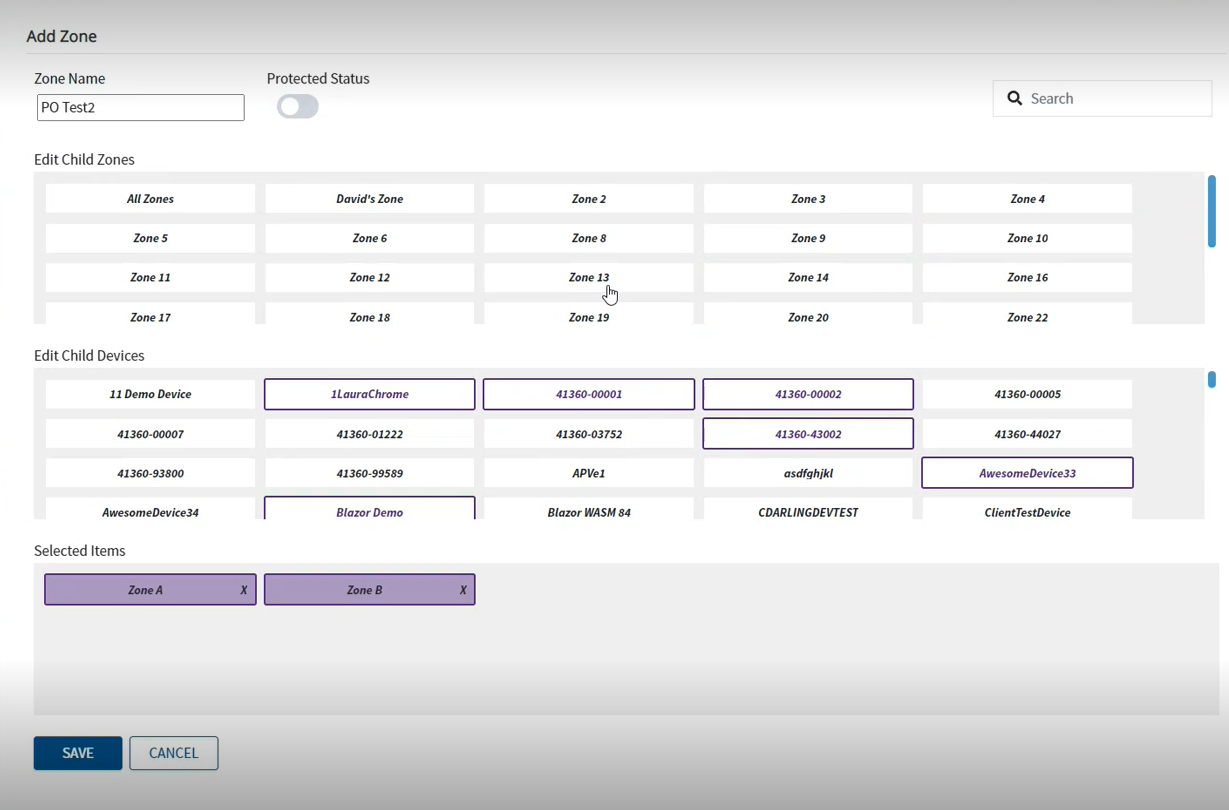 Add Zone
Zone Name
Protected Status
PO Test2
Search
Edit Child Zones
All Zones David's Zone Zone 2 Zone 3 Zone 4
Zone 5 Zone 6 Zone 8 Zone 9 Zone 10
Zone 11 Zone 12 Zone 13 Zone 14 Zone 16
Zone 17 Zone 18 Zone 19 Zone 20 Zone 22
Edit Child Devices
11 Demo Device 1LauraChrome 41360-00001 41360-00002 41360-00005
41360-00007 41360-01222 41360-03752 41360-43002 41360-44027
41360-93800 41360-99589 APVe1 asdfghjkl AwesomeDevice33
AwesomeDevice34 Blazor Demo Blazor WASM 84 CDARLINGDEVTEST ClientTestDevice
Selected Items
Zone A X Zone B X
SAVE CANCEL